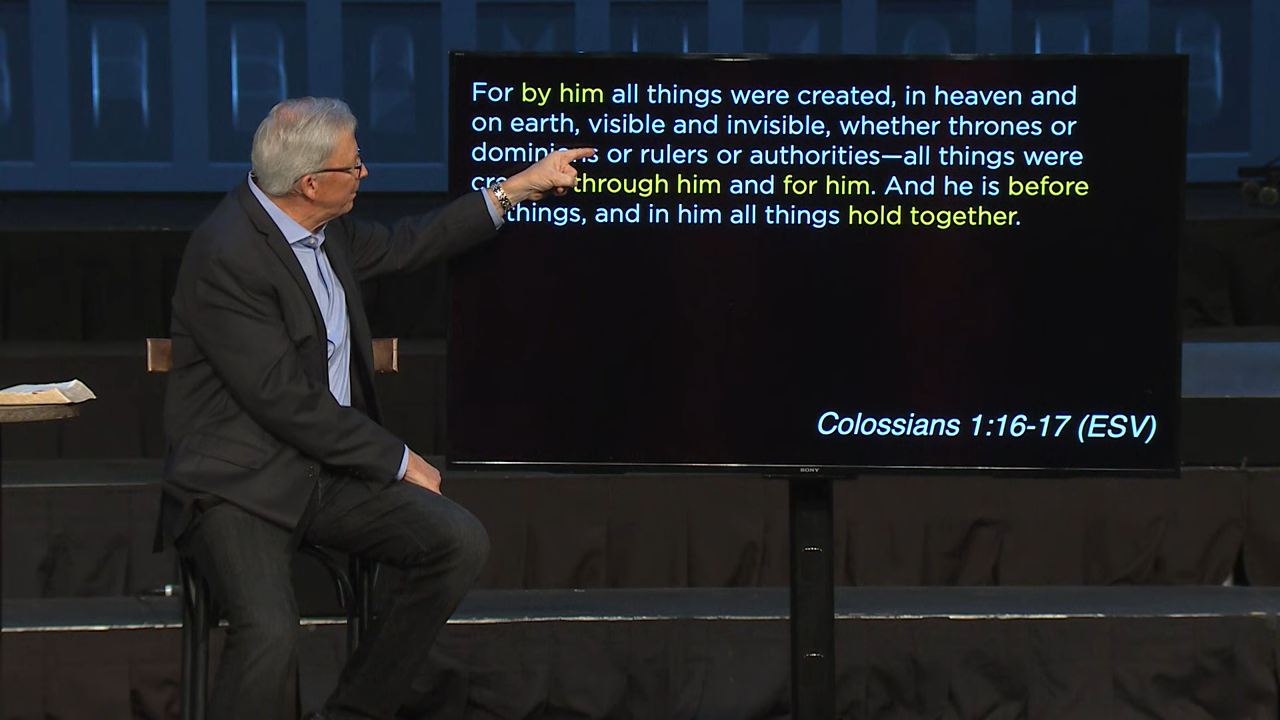 For by him all things were created, in heaven and
on earth, visible and invisible, whether thrones or
dominions or rulers or authorities—all things were
through him and for him. And he is before
things, and in him all things hold together.
Colossians 1:16-17 (ESV)
SONY